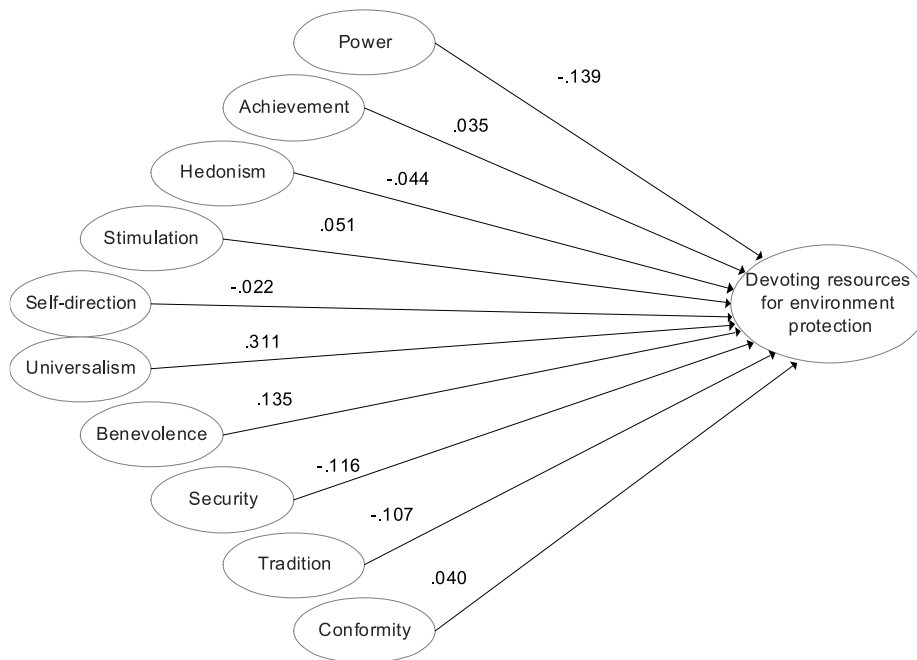 Power
-.139
Achievement
.035
Hedonism
-.044
Stimulation
.051
Self-direction
-.022
Universalism
.311
Benevolence
.135
Security
-.116
Tradition
-.107
Conformity
.040
Devoting resources
for environment
protection